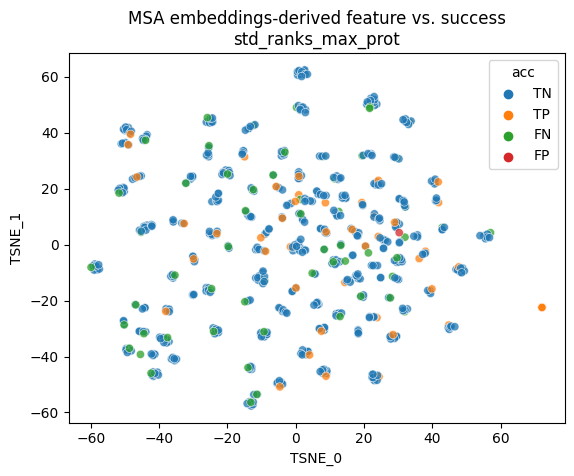 MSA embeddings-derived feature vs. success
std_ranks_max_prot
acc
TN
TP
FN
FP
60
40
20
0
−20
−40
−60
TSNE_1
−60
−40
−20
0
20
40
60
TSNE_0